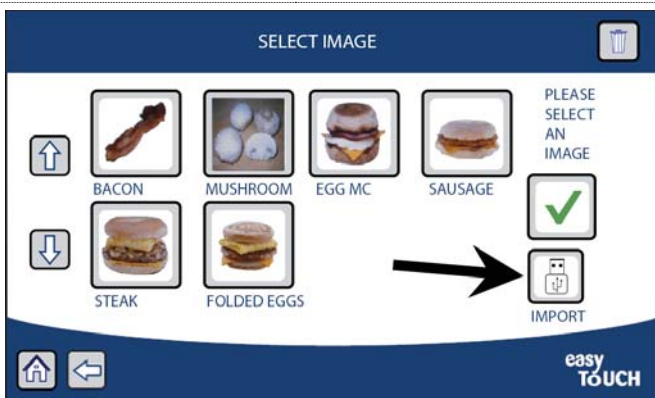 SELECT IMAGE
PLEASE
SELECT
AN
IMAGE
BACON
MUSHROOM
EGG MC
SAUSAGE
STEAK
FOLDED EGGS
IMPORT
easy
TOUCH